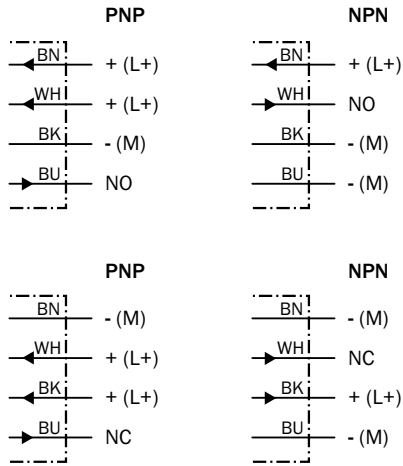 PNP NPN
BN + (L+) BN + (L+)
WH + (L+) WH NO
BK - (M) BK - (M)
BU NO BU - (M)
PNP NPN
BN - (M) BN - (M)
WH + (L+) WH NC
BK + (L+) BK + (L+)
BU NC BU - (M)